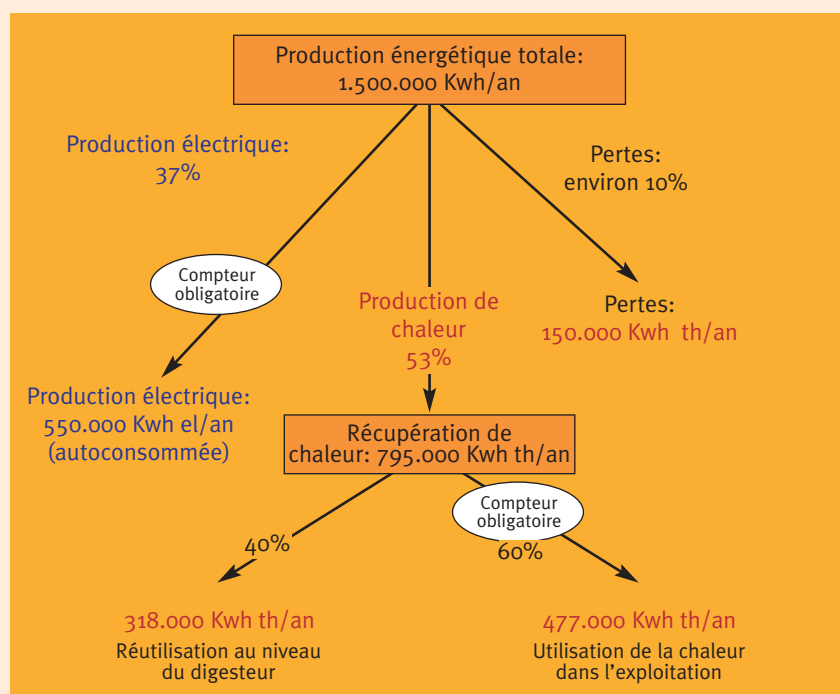 Production énergétique totale:
1.500.000 Kwh/an
Production électrique:
37%
Pertes:
environ 10%
Compteur
obligatoire
Production de
chaleur
53%
Pertes:
150.000 Kwh th/an
Production électrique:
550.000 Kwh el/an
(autoconsommée)
Récupération de
chaleur: 795.000 Kwh th/an
Compteur
obligatoire
40%
60%
318.000 Kwh th/an
Réutilisation au niveau
du digesteur
477.000 Kwh th/an
Utilisation de la chaleur
dans l'exploitation